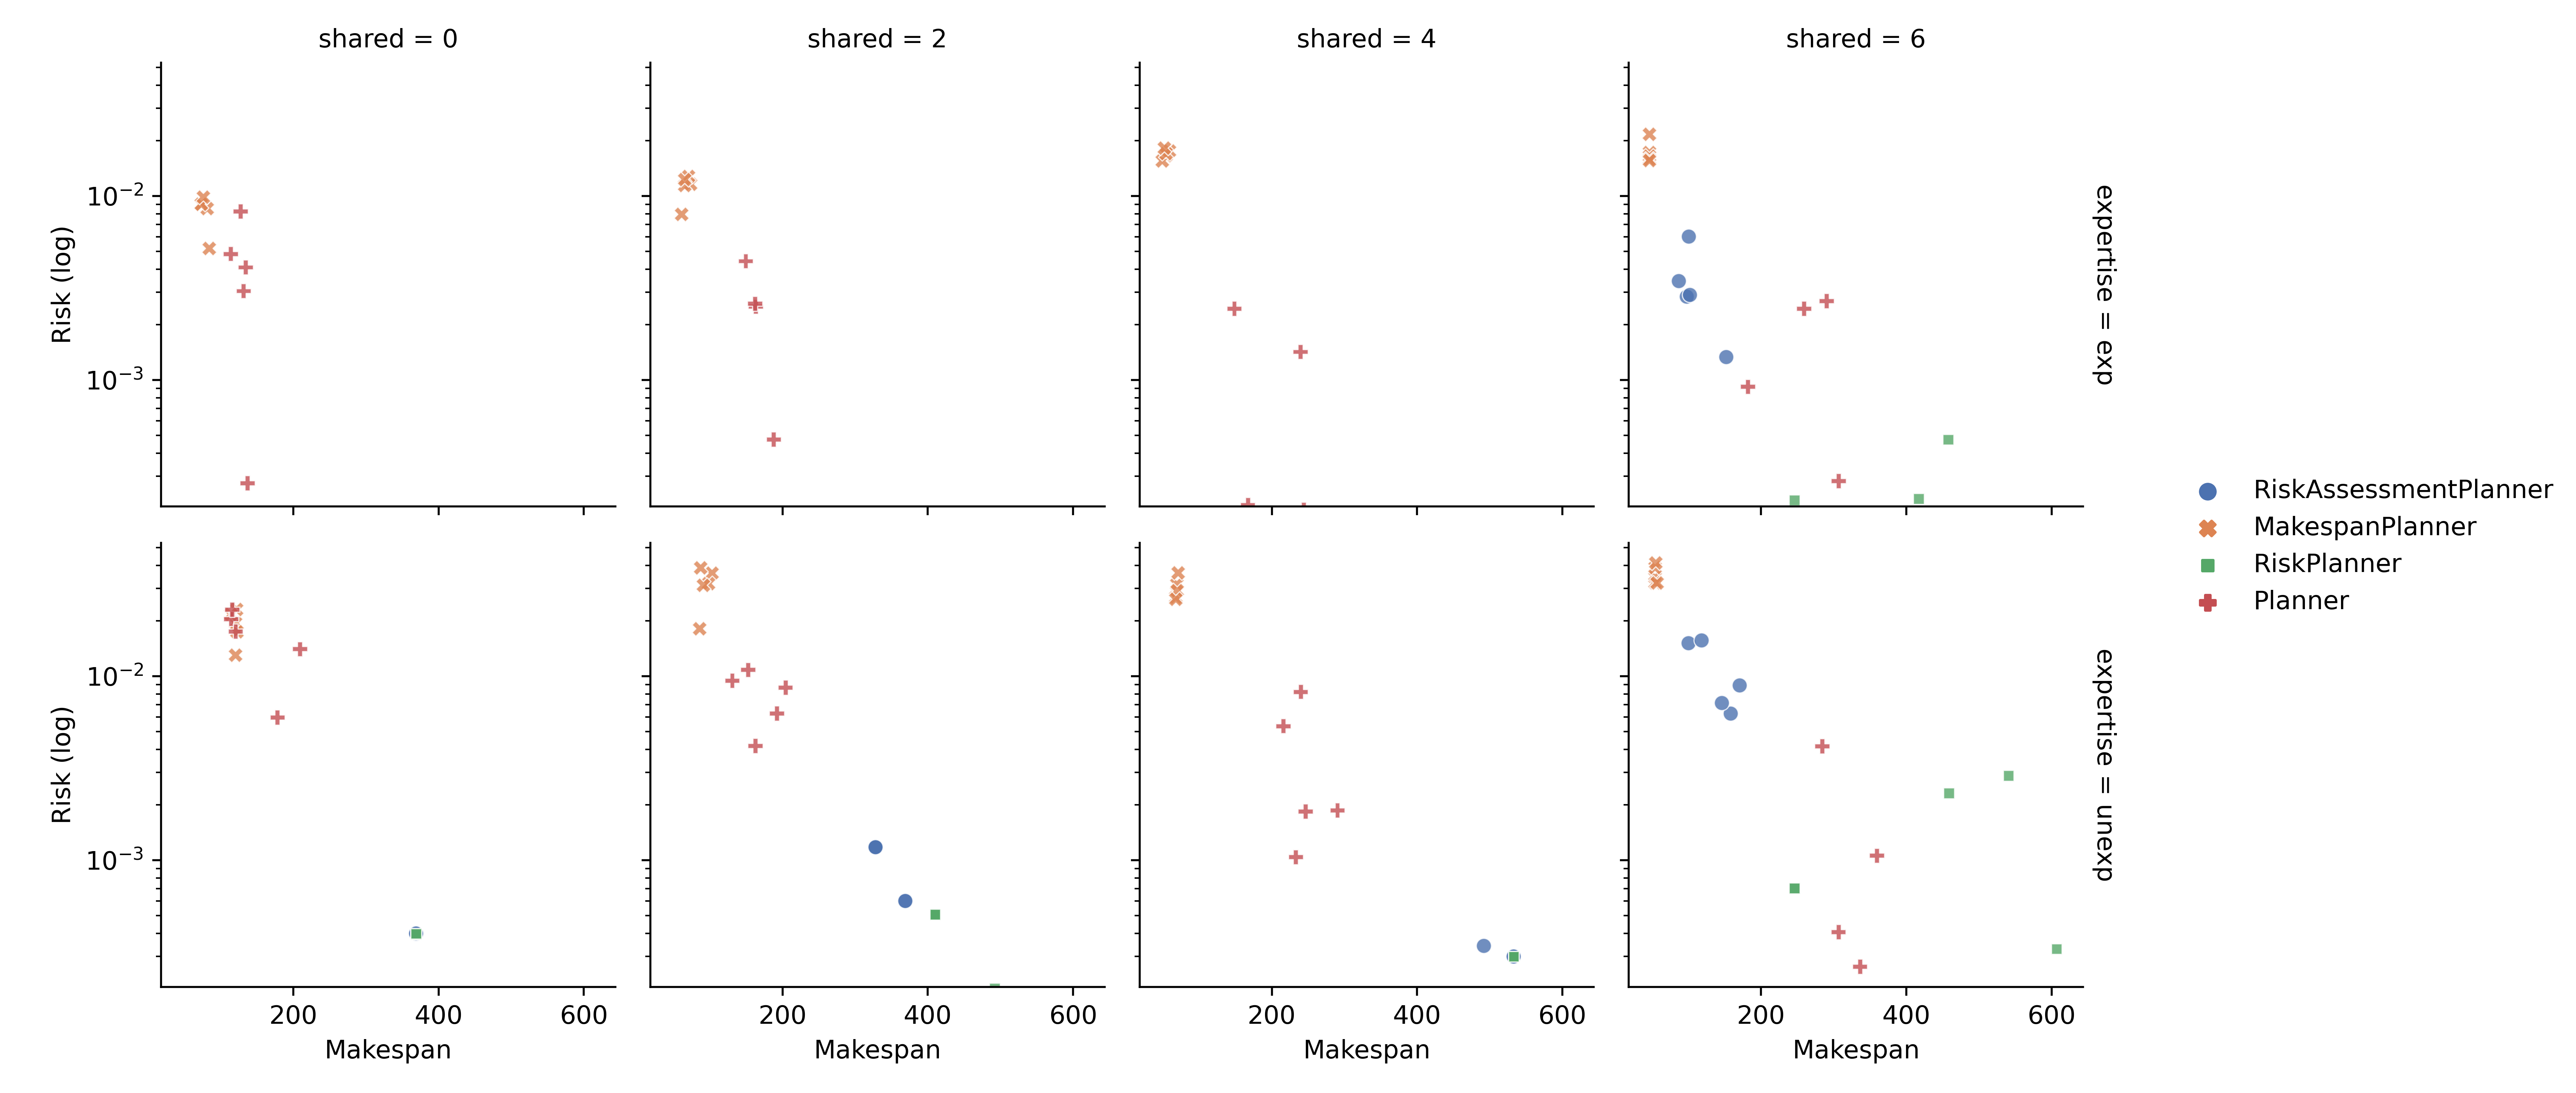 shared = 0
shared = 2
shared = 4
shared = 6
Risk (log)
10⁻²
10⁻³
expertise = exp
Risk (log)
10⁻²
10⁻³
expertise = unexp
200 400 600
200 400 600
200 400 600
200 400 600
Makespan
Makespan
Makespan
Makespan
RiskAssessmentPlanner
MakespanPlanner
RiskPlanner
Planner